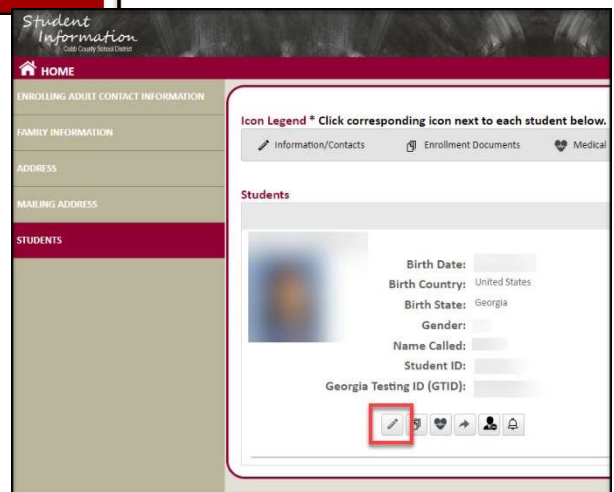 Student
Information
Cobb County School District
HOME
ENROLLING ADULT CONTACT INFORMATION
FAMILY INFORMATION
ADDRESS
MAILING ADDRESS
STUDENTS
Icon Legend * Click corresponding icon next to each student below.
Information/Contacts Enrollment Documents Medical
Students
Birth Date:
Birth Country: United States
Birth State: Georgia
Gender:
Name Called:
Student ID:
Georgia Testing ID (GTID):